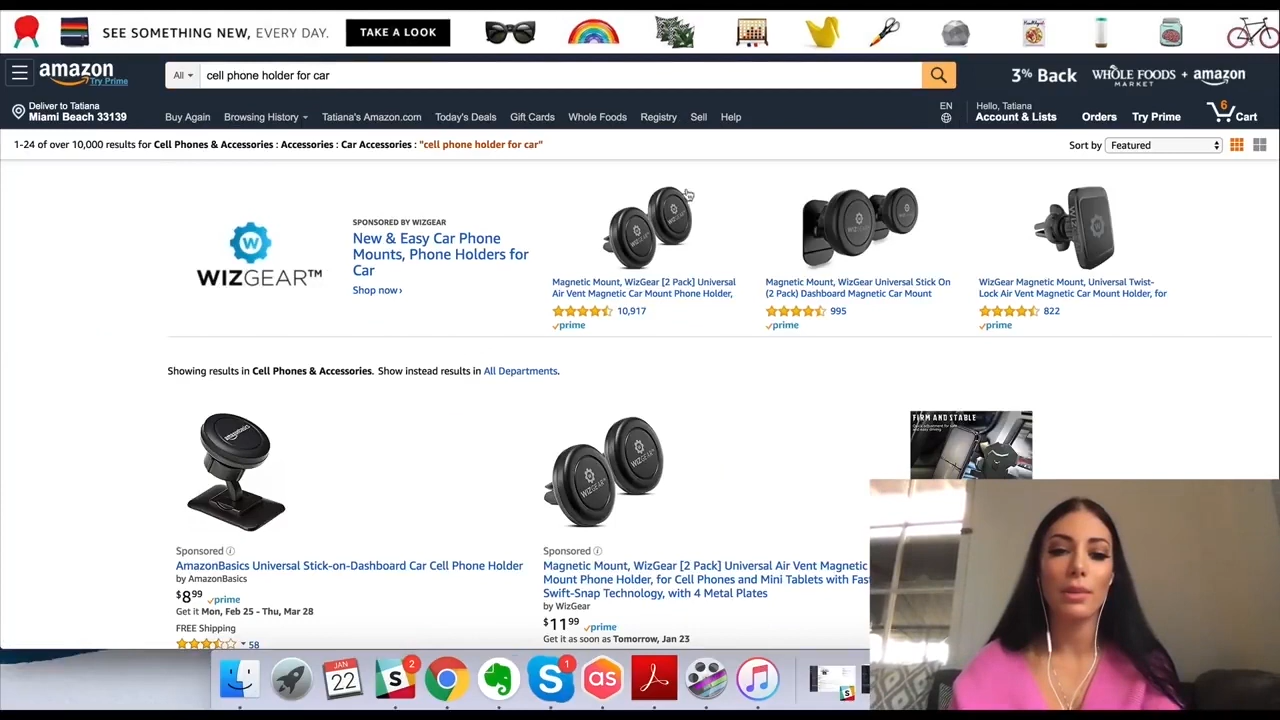 SEE SOMETHING NEW, EVERY DAY. TAKE A LOOK
amazon
Try Prime
All
cell phone holder for car
3% Back WHOLE FOODS MARKET + amazon
Deliver to Tatiana
Miami Beach 33139
Buy Again Browsing History Tatiana's Amazon.com Today's Deals Gift Cards Whole Foods Registry Sell Help
EN
Hello, Tatiana
Account & Lists
Orders
Try Prime
6
Cart
1-24 of over 10,000 results for Cell Phones & Accessories : Accessories : Car Accessories : "cell phone holder for car"
Sort by Featured
W
WIZGEAR™
SPONSORED BY WIZGEAR
New & Easy Car Phone
Mounts, Phone Holders for
Car
Shop now›
Magnetic Mount, WizGear [2 Pack] Universal
Air Vent Magnetic Car Mount Phone Holder,
10,917
prime
Magnetic Mount, WizGear Universal Stick On
(2 Pack) Dashboard Magnetic Car Mount
995
prime
WizGear Magnetic Mount, Universal Twist-
Lock Air Vent Magnetic Car Mount Holder, for
822
prime
Showing results in Cell Phones & Accessories. Show instead results in All Departments.
amazonbasics
WIZGEAR
WIZGEAR
FIRM AND STABLE
Sponsored
AmazonBasics Universal Stick-on-Dashboard Car Cell Phone Holder
by AmazonBasics
$8.99 prime
Get it Mon, Feb 25 - Thu, Mar 28
FREE Shipping
58
Sponsored
Magnetic Mount, WizGear [2 Pack] Universal Air Vent Magnetic
Mount Phone Holder, for Cell Phones and Mini Tablets with Fast
Swift-Snap Technology, with 4 Metal Plates
by WizGear
$11.99 prime
Get it as soon as Tomorrow, Jan 23
JAN
22
2
1
as